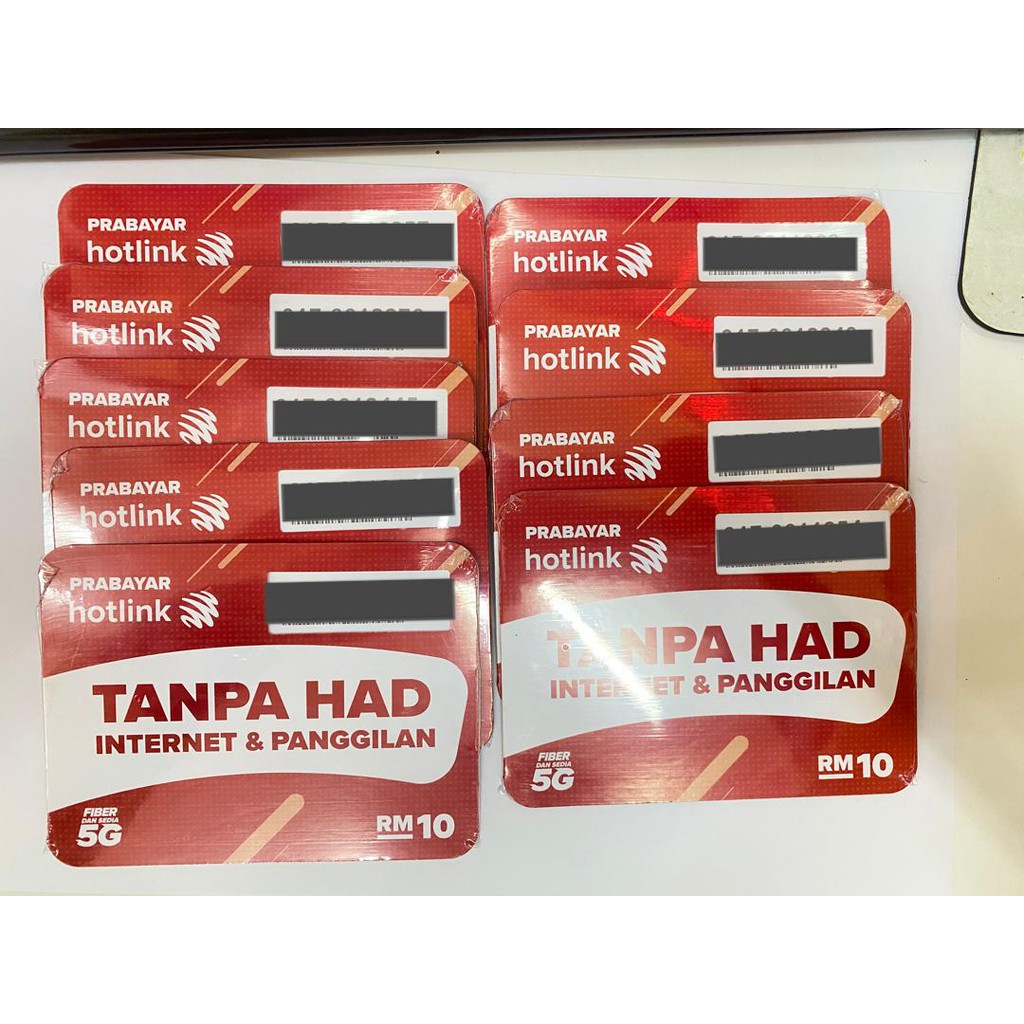 PRABAYAR
hotlink
PRABAYAR
hotlink
PRABAYAR
hotlink
PRABAYAR
hotlink
PRABAYAR
hotlink
TANPA HAD
INTERNET & PANGGILAN
FIBER
DAN SEDIA
5G
RM10
PRABAYAR
hotlink
PRABAYAR
hotlink
PRABAYAR
hotlink
PRABAYAR
hotlink
TANPA HAD
INTERNET & PANGGILAN
FIBER
DAN SEDIA
5G
RM10